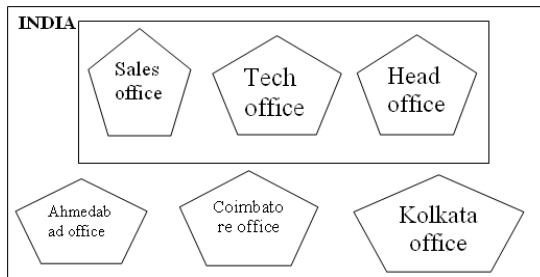 INDIA
Sales
office
Tech
office
Head
office
Ahmedab
ad office
Coimbato
re office
Kolkata
office